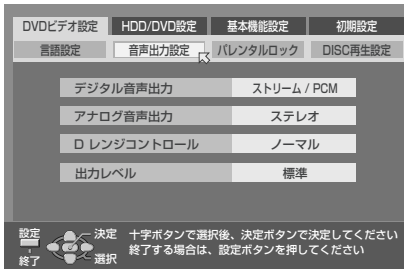 DVDビデオ設定 HDD/DVD設定 基本機能設定 初期設定
言語設定 音声出力設定 パレンタルロック DISC再生設定
デジタル音声出力 ストリーム / PCM
アナログ音声出力 ステレオ
D レンジコントロール ノーマル
出力レベル 標準
設定 決定 十字ボタンで選択後、決定ボタンで決定してください
終了 選択 終了する場合は、設定ボタンを押してください